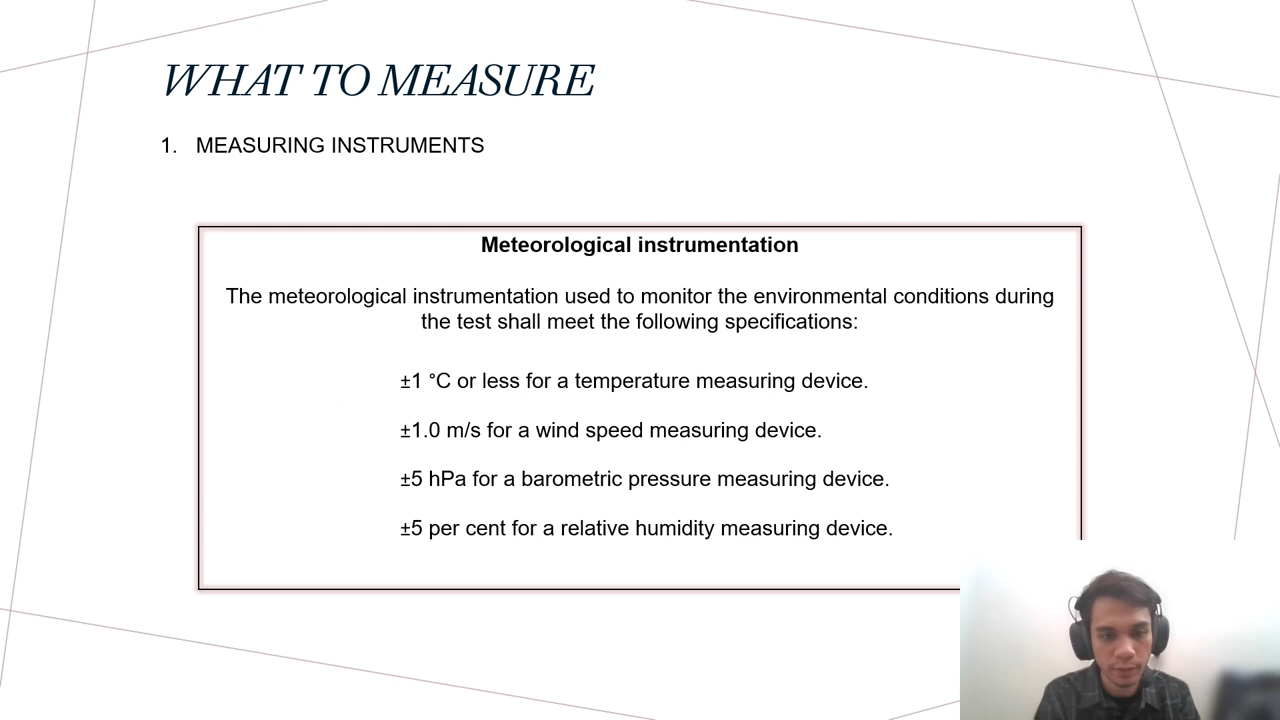 WHAT TO MEASURE
1. MEASURING INSTRUMENTS
Meteorological instrumentation
The meteorological instrumentation used to monitor the environmental conditions during
the test shall meet the following specifications:
±1 °C or less for a temperature measuring device.
±1.0 m/s for a wind speed measuring device.
±5 hPa for a barometric pressure measuring device.
±5 per cent for a relative humidity measuring device.